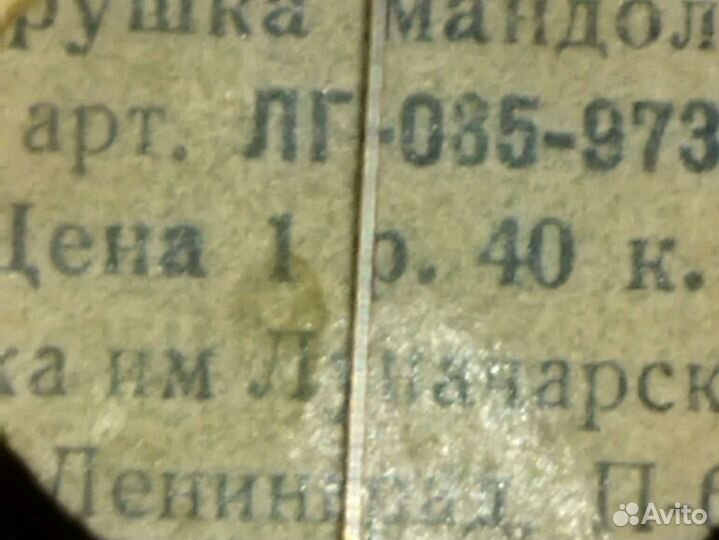 рушка мандол
арт. ЛГ-035-973
Цена 1 р. 40 к.
ка им Луначарск
Ленинград, П.
Avito